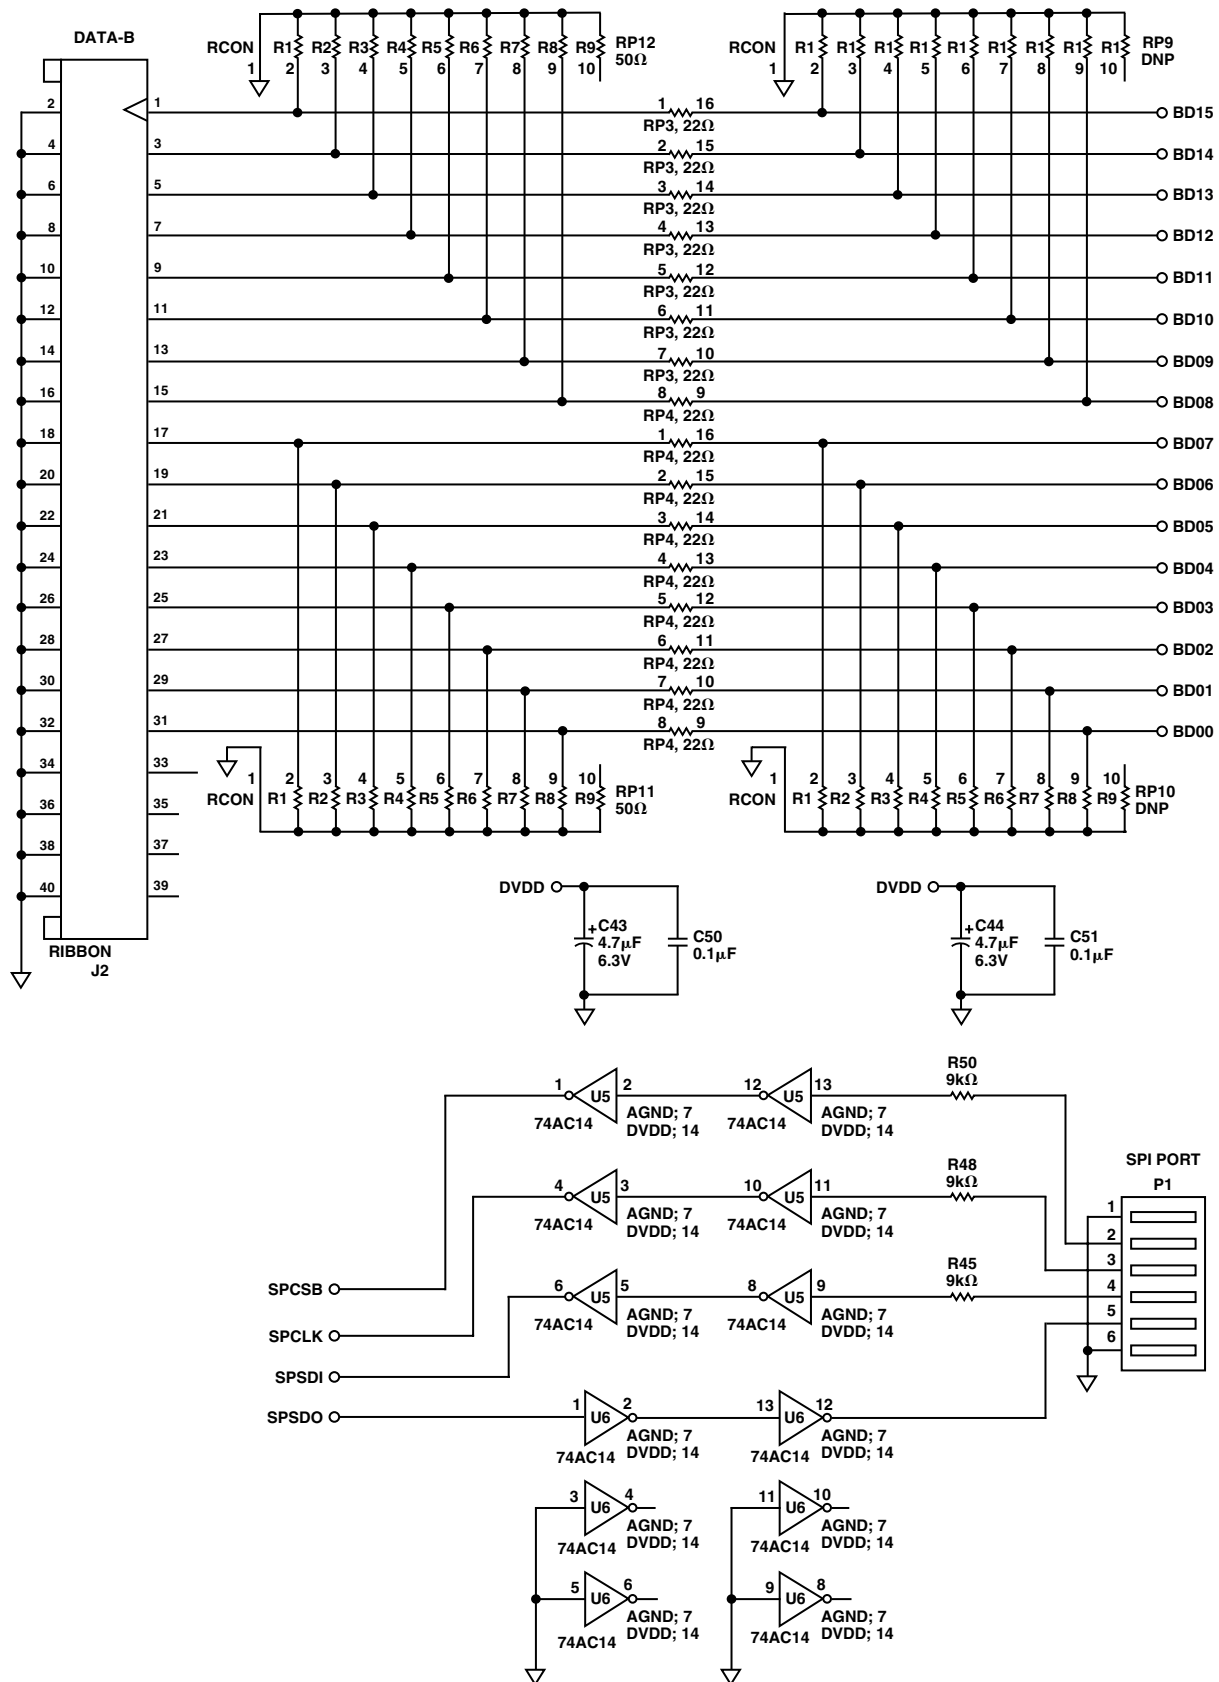 DATA-B
RCON R1 R2 R3 R4 R5 R6 R7 R8 R9 RP12
50Ω
1 2 3 4 5 6 7 8 9 10
RCON R1 R1 R1 R1 R1 R1 R1 R1 R1 RP9
DNP
1 2 3 4 5 6 7 8 9 10
2 1 1 16 BD15
RP3, 22Ω
4 3 2 15 BD14
RP3, 22Ω
6 5 3 14 BD13
RP3, 22Ω
8 7 4 13 BD12
RP3, 22Ω
10 9 5 12 BD11
RP3, 22Ω
12 11 6 11 BD10
RP3, 22Ω
14 13 7 10 BD09
RP3, 22Ω
16 15 8 9 BD08
RP4, 22Ω
18 17 1 16 BD07
RP4, 22Ω
20 19 2 15 BD06
RP4, 22Ω
22 21 3 14 BD05
RP4, 22Ω
24 23 4 13 BD04
RP4, 22Ω
26 25 5 12 BD03
RP4, 22Ω
28 27 6 11 BD02
RP4, 22Ω
30 29 7 10 BD01
RP4, 22Ω
32 31 8 9 BD00
RP4, 22Ω
34 33
36 35
38 37
40 39
RIBBON
J2
1 2 3 4 5 6 7 8 9 10
RCON R1 R2 R3 R4 R5 R6 R7 R8 R9 RP11
50Ω
1 2 3 4 5 6 7 8 9 10
RCON R1 R2 R3 R4 R5 R6 R7 R8 R9 RP10
DNP
DVDD
+ C43
4.7μF
6.3V
C50
0.1μF
DVDD
+ C44
4.7μF
6.3V
C51
0.1μF
R50
9kΩ
1 U5 2 12 U5 13
74AC14 AGND; 7
DVDD; 14
74AC14 AGND; 7
DVDD; 14
R48
9kΩ
4 U5 3 10 U5 11
74AC14 AGND; 7
DVDD; 14
74AC14 AGND; 7
DVDD; 14
R45
9kΩ
6 U5 5 8 U5 9
74AC14 AGND; 7
DVDD; 14
74AC14 AGND; 7
DVDD; 14
SPI PORT
P1
1
2
3
4
5
6
SPCSB
SPCLK
SPSDI
SPSDO
1 U6 2 13 U6 12
74AC14 AGND; 7
DVDD; 14
74AC14 AGND; 7
DVDD; 14
3 U6 4 11 U6 10
74AC14 AGND; 7
DVDD; 14
74AC14 AGND; 7
DVDD; 14
5 U6 6 9 U6 8
74AC14 AGND; 7
DVDD; 14
74AC14 AGND; 7
DVDD; 14